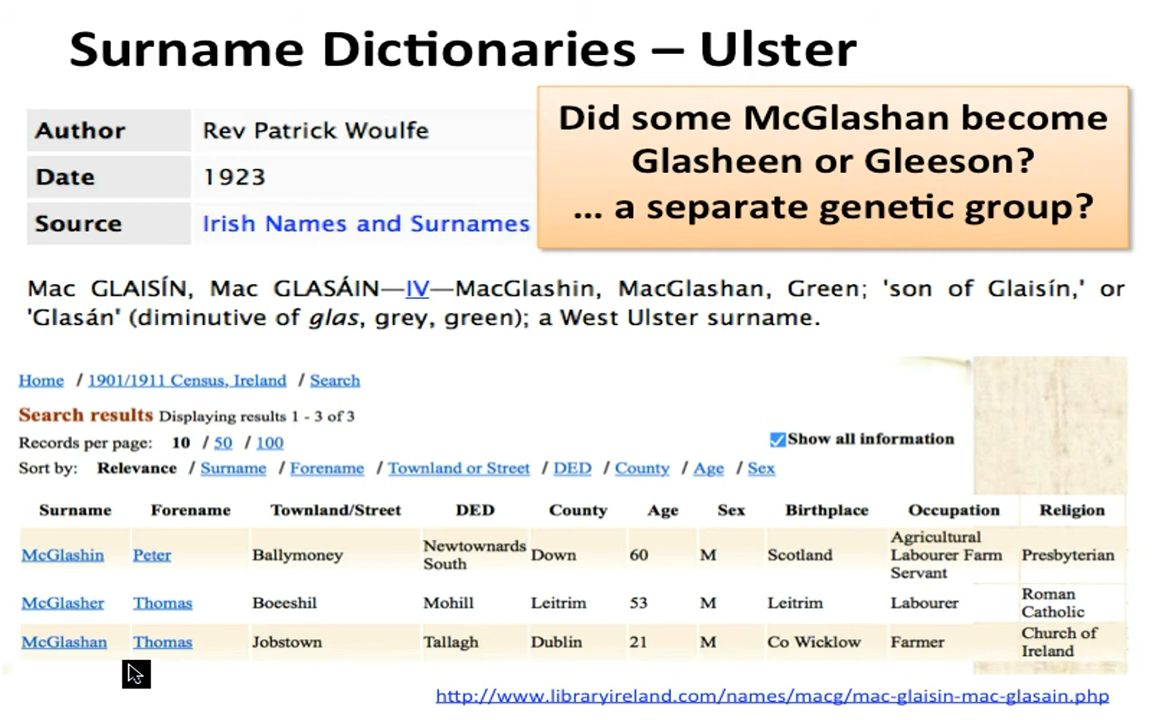 Surname Dictionaries – Ulster
Author Rev Patrick Woulfe
Date 1923
Source Irish Names and Surnames
Did some McGlashan become
Glasheen or Gleeson?
... a separate genetic group?
Mac GLAISÍN, Mac GLASÁIN—IV—MacGlashin, MacGlashan, Green; 'son of Glaisín,' or
'Glasán' (diminutive of glas, grey, green); a West Ulster surname.
Home / 1901/1911 Census, Ireland / Search
Search results Displaying results 1 - 3 of 3
Records per page: 10 / 50 / 100
Show all information
Sort by: Relevance / Surname / Forename / Townland or Street / DED / County / Age / Sex
Surname Forename Townland/Street DED County Age Sex Birthplace Occupation Religion
McGlashin Peter Ballymoney Newtownards South Down 60 M Scotland Agricultural Labourer Farm Servant Presbyterian
McGlasher Thomas Boeeshil Mohill Leitrim 53 M Leitrim Labourer Roman Catholic
McGlashan Thomas Jobstown Tallagh Dublin 21 M Co Wicklow Farmer Church of Ireland
http://www.libraryireland.com/names/macg/mac-glaisin-mac-glasain.php